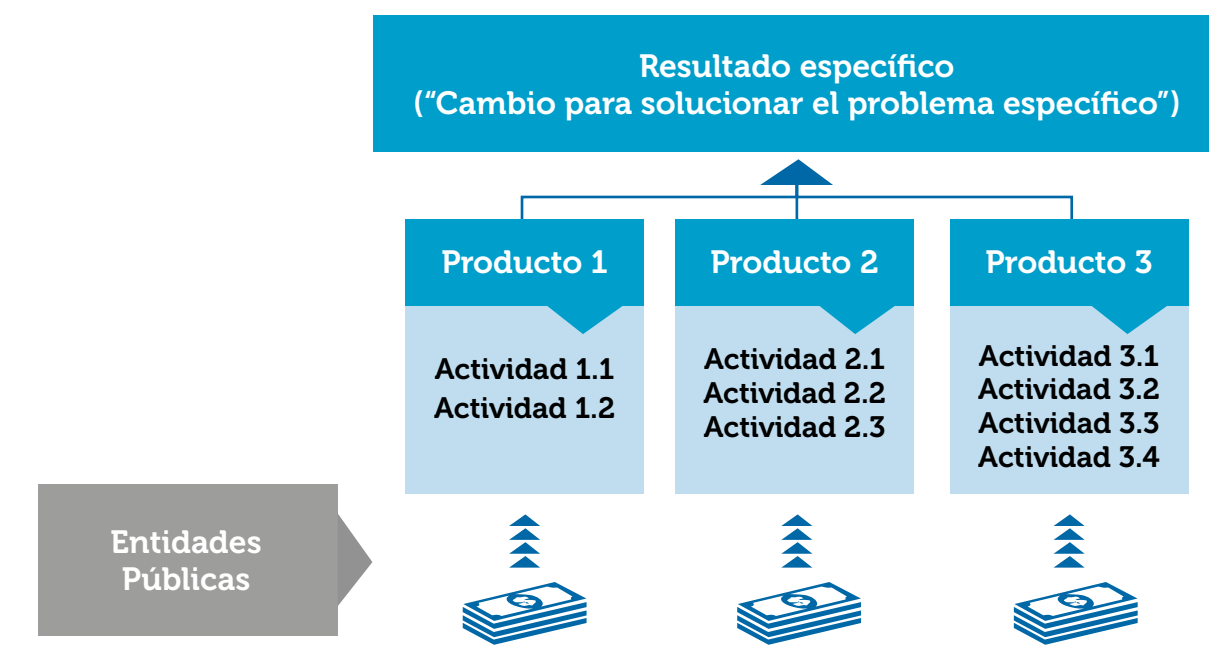 Resultado específico
(“Cambio para solucionar el problema específico”)
Producto 1
Actividad 1.1
Actividad 1.2
Producto 2
Actividad 2.1
Actividad 2.2
Actividad 2.3
Producto 3
Actividad 3.1
Actividad 3.2
Actividad 3.3
Actividad 3.4
Entidades
Públicas